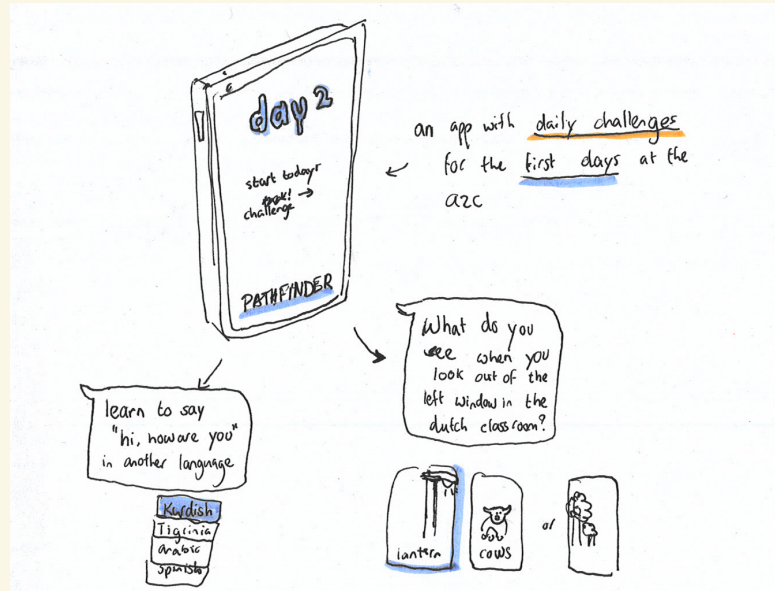 day 2
start todays
challenge →
PATHFINDER
an app with daily challenges
for the first days at the
azc
What do you
see when you
look out of the
left window in the
dutch classroom?
learn to say
"hi, how are you"
in another language
Kurdish
Tigrinia
arabic
spanish
lantern
cows
or